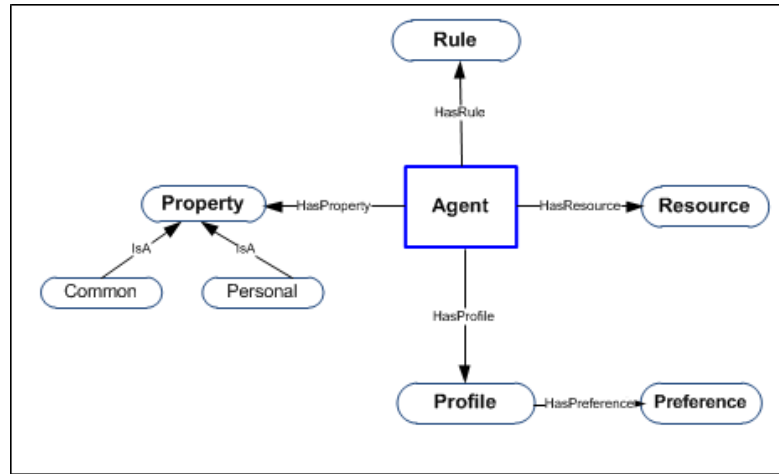 Rule
HasRule
Property
HasProperty
Agent
HasResource
Resource
IsA
IsA
Common
Personal
HasProfile
Profile
HasPreference
Preference